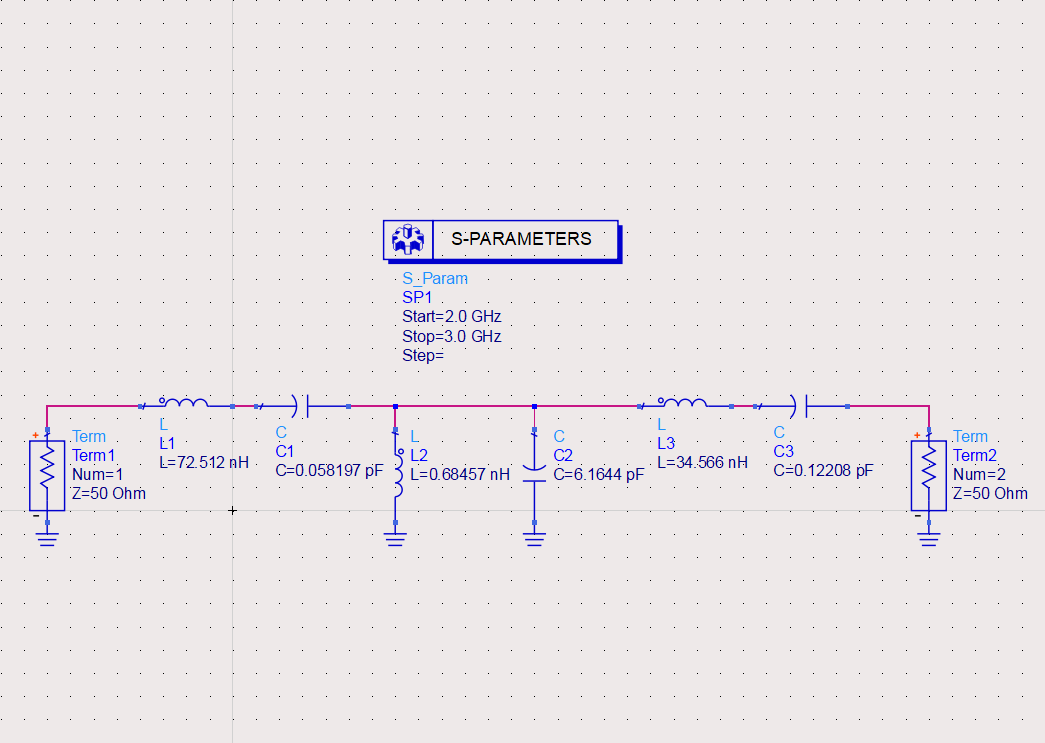 S-PARAMETERS
S_Param
SP1
Start=2.0 GHz
Stop=3.0 GHz
Step=
+
Term
Term1
Num=1
Z=50 Ohm
-
L
L1
L=72.512 nH
C
C1
C=0.058197 pF
L
L2
L=0.68457 nH
C
C2
C=6.1644 pF
L
L3
L=34.566 nH
C
C3
C=0.12208 pF
+
Term
Term2
Num=2
Z=50 Ohm
-